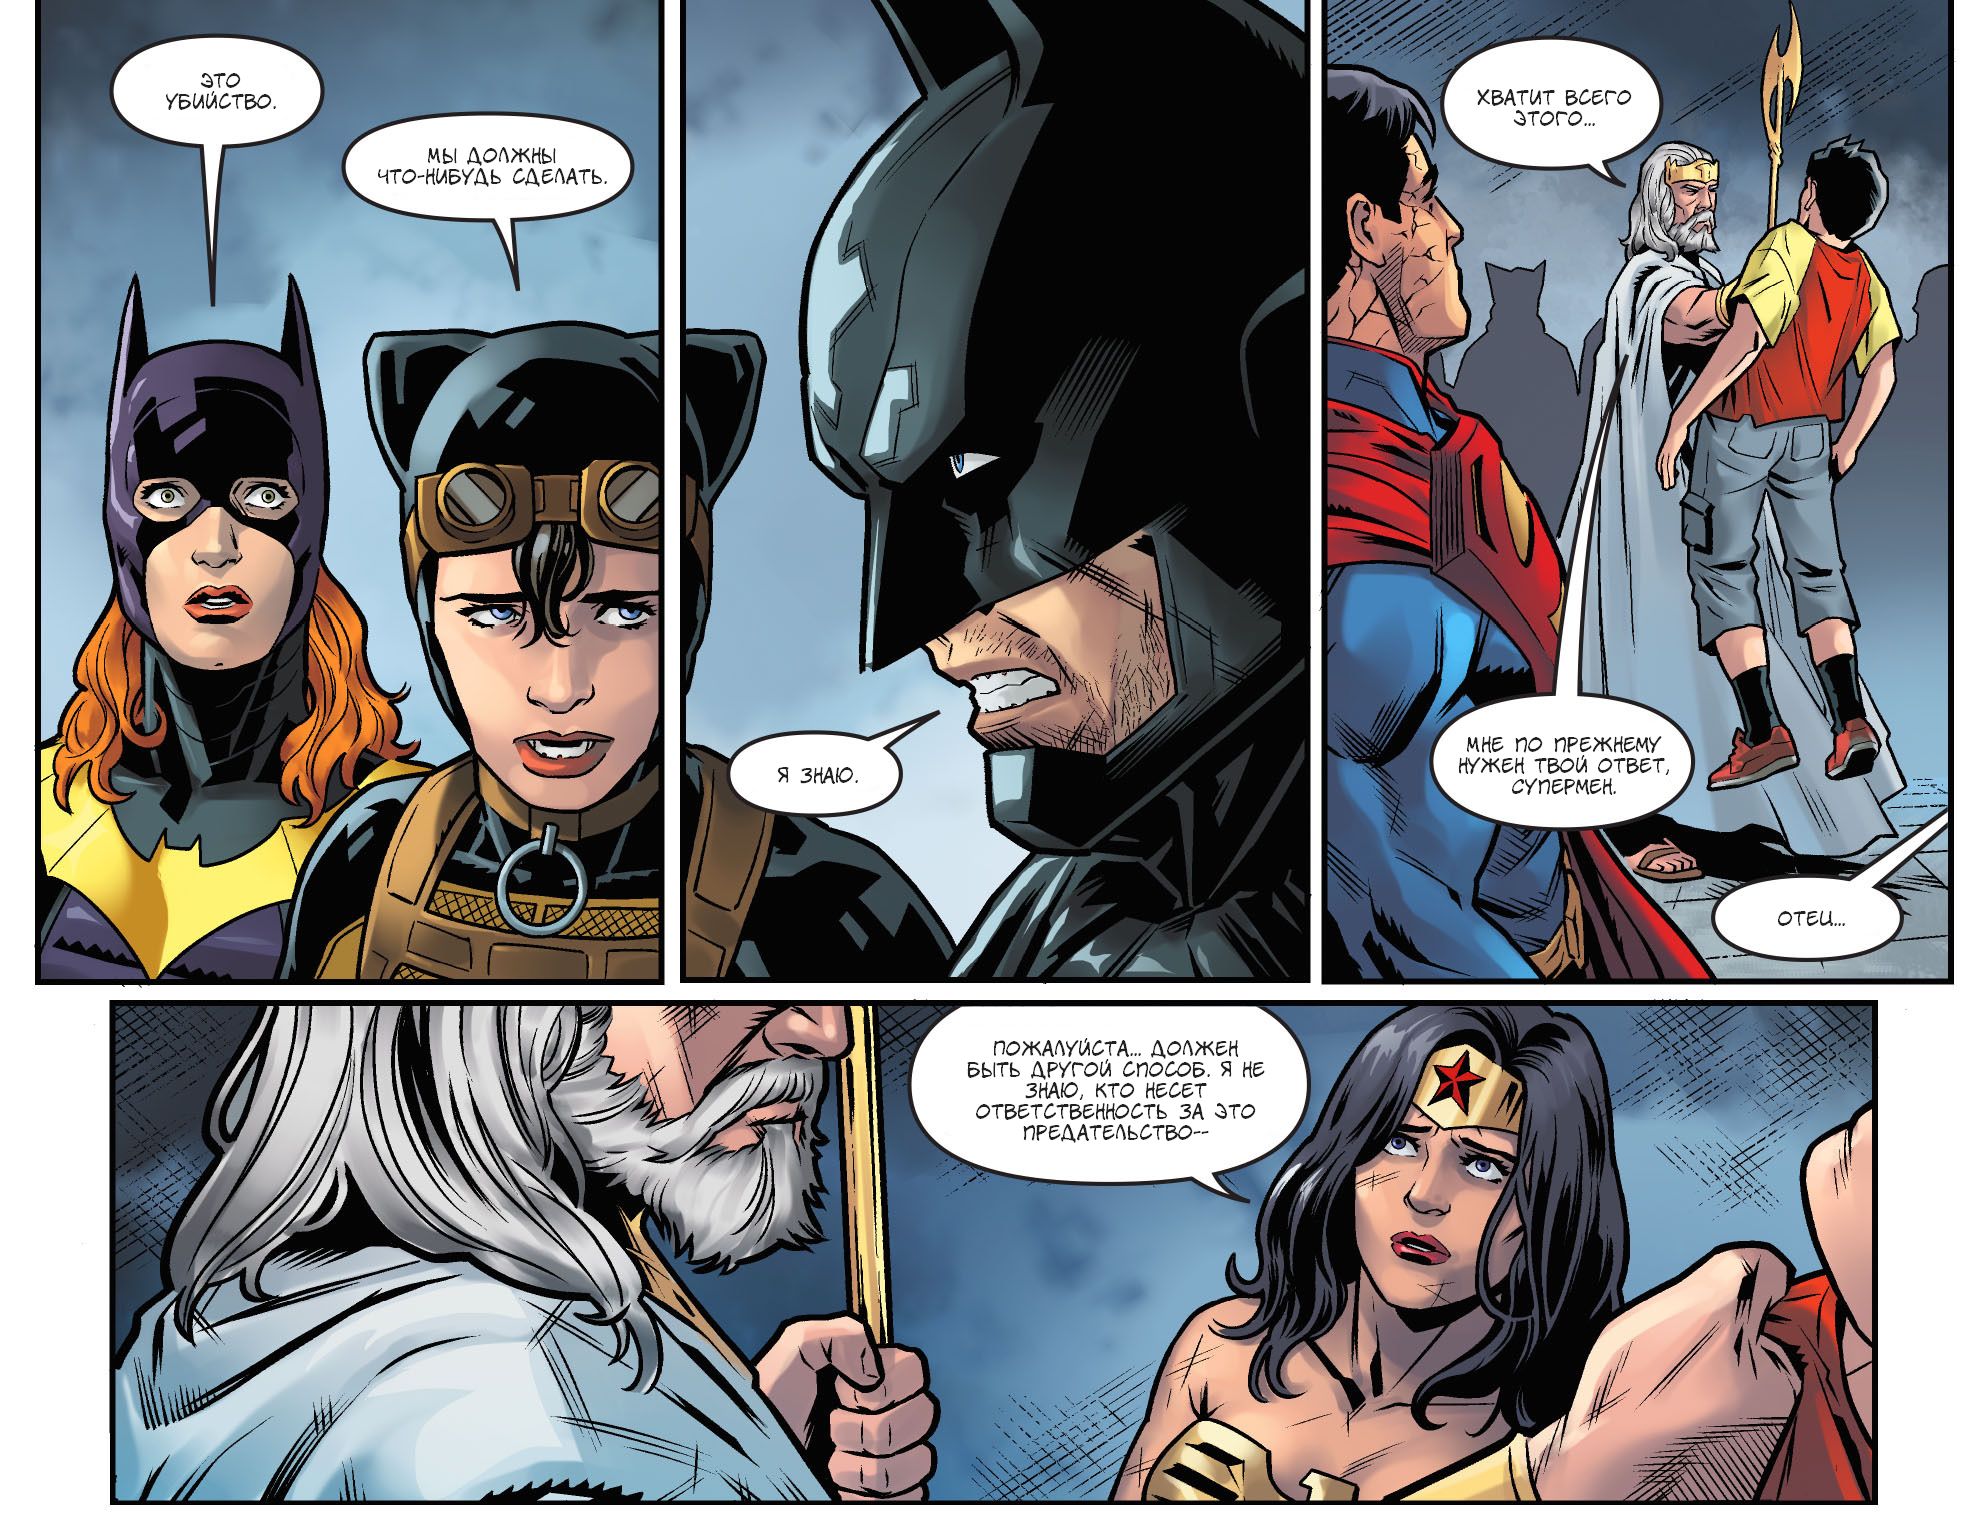 ЭТО
УБИЙСТВО.
МЫ ДОЛЖНЫ
ЧТО-НИБУДЬ СДЕЛАТЬ.
Я ЗНАЮ.
ХВАТИТ ВСЕГО
ЭТОГО...
МНЕ ПО ПРЕЖНЕМУ
НУЖЕН ТВОЙ ОТВЕТ,
СУПЕРМЕН.
ОТЕЦ...
ПОЖАЛУЙСТА... ДОЛЖЕН
БЫТЬ ДРУГОЙ СПОСОБ. Я НЕ
ЗНАЮ, КТО НЕСЕТ
ОТВЕТСТВЕННОСТЬ ЗА ЭТО
ПРЕДАТЕЛЬСТВО--